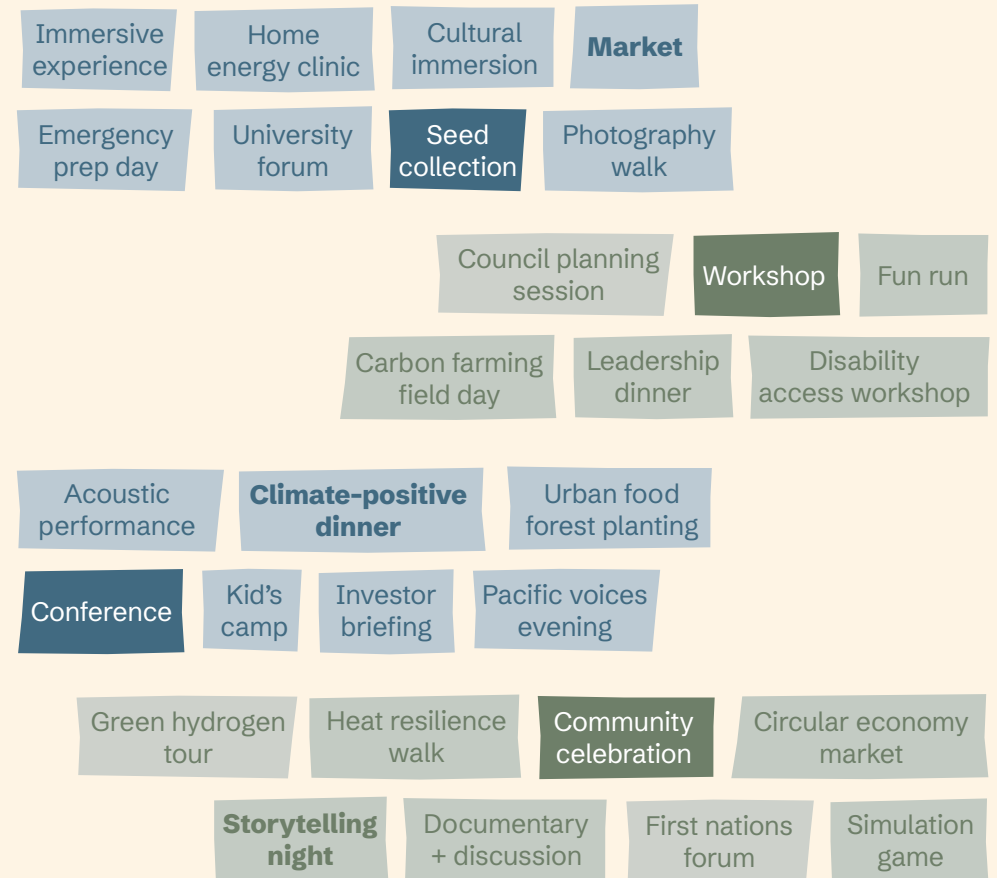 Immersive
experience
Home
energy clinic
Cultural
immersion
Market
Emergency
prep day
University
forum
Seed
collection
Photography
walk
Council planning
session
Workshop
Fun run
Carbon farming
field day
Leadership
dinner
Disability
access workshop
Acoustic
performance
Climate-positive
dinner
Urban food
forest planting
Conference
Kid’s
camp
Investor
briefing
Pacific voices
evening
Green hydrogen
tour
Heat resilience
walk
Community
celebration
Circular economy
market
Storytelling
night
Documentary
+ discussion
First nations
forum
Simulation
game